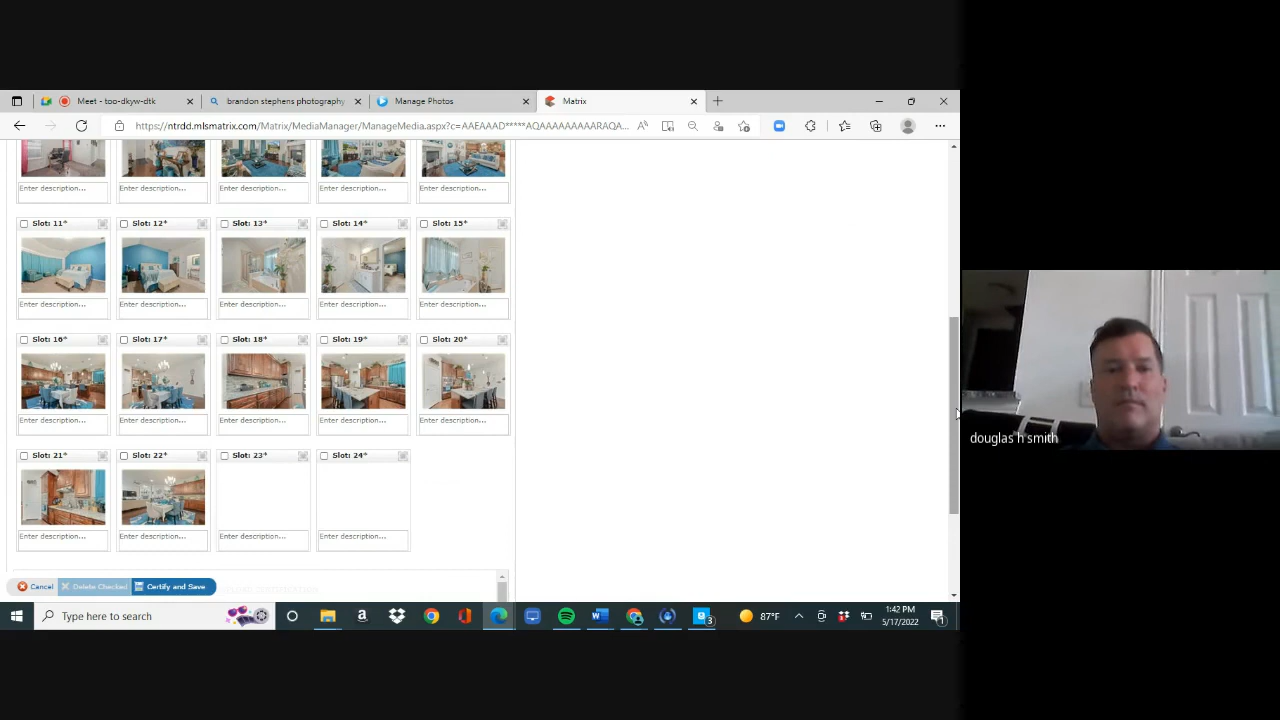 Meet - too-dkyw-dtk
brandon stephens photography
Manage Photos
Matrix
https://ntrdd.mlsmatrix.com/Matrix/MediaManager/ManageMedia.aspx?c=AAEAAAD*****AQAAAAAAAAARAQA...
Enter description... Enter description... Enter description... Enter description... Enter description...
Slot: 11* Slot: 12* Slot: 13* Slot: 14* Slot: 15*
Enter description... Enter description... Enter description... Enter description... Enter description...
Slot: 16* Slot: 17* Slot: 18* Slot: 19* Slot: 20*
Enter description... Enter description... Enter description... Enter description... Enter description...
Slot: 21* Slot: 22* Slot: 23* Slot: 24*
Enter description... Enter description... Enter description... Enter description...
Cancel Delete Checked Certify and Save
Type here to search
3
87°F
1:42 PM
5/17/2022
1
douglas h smith